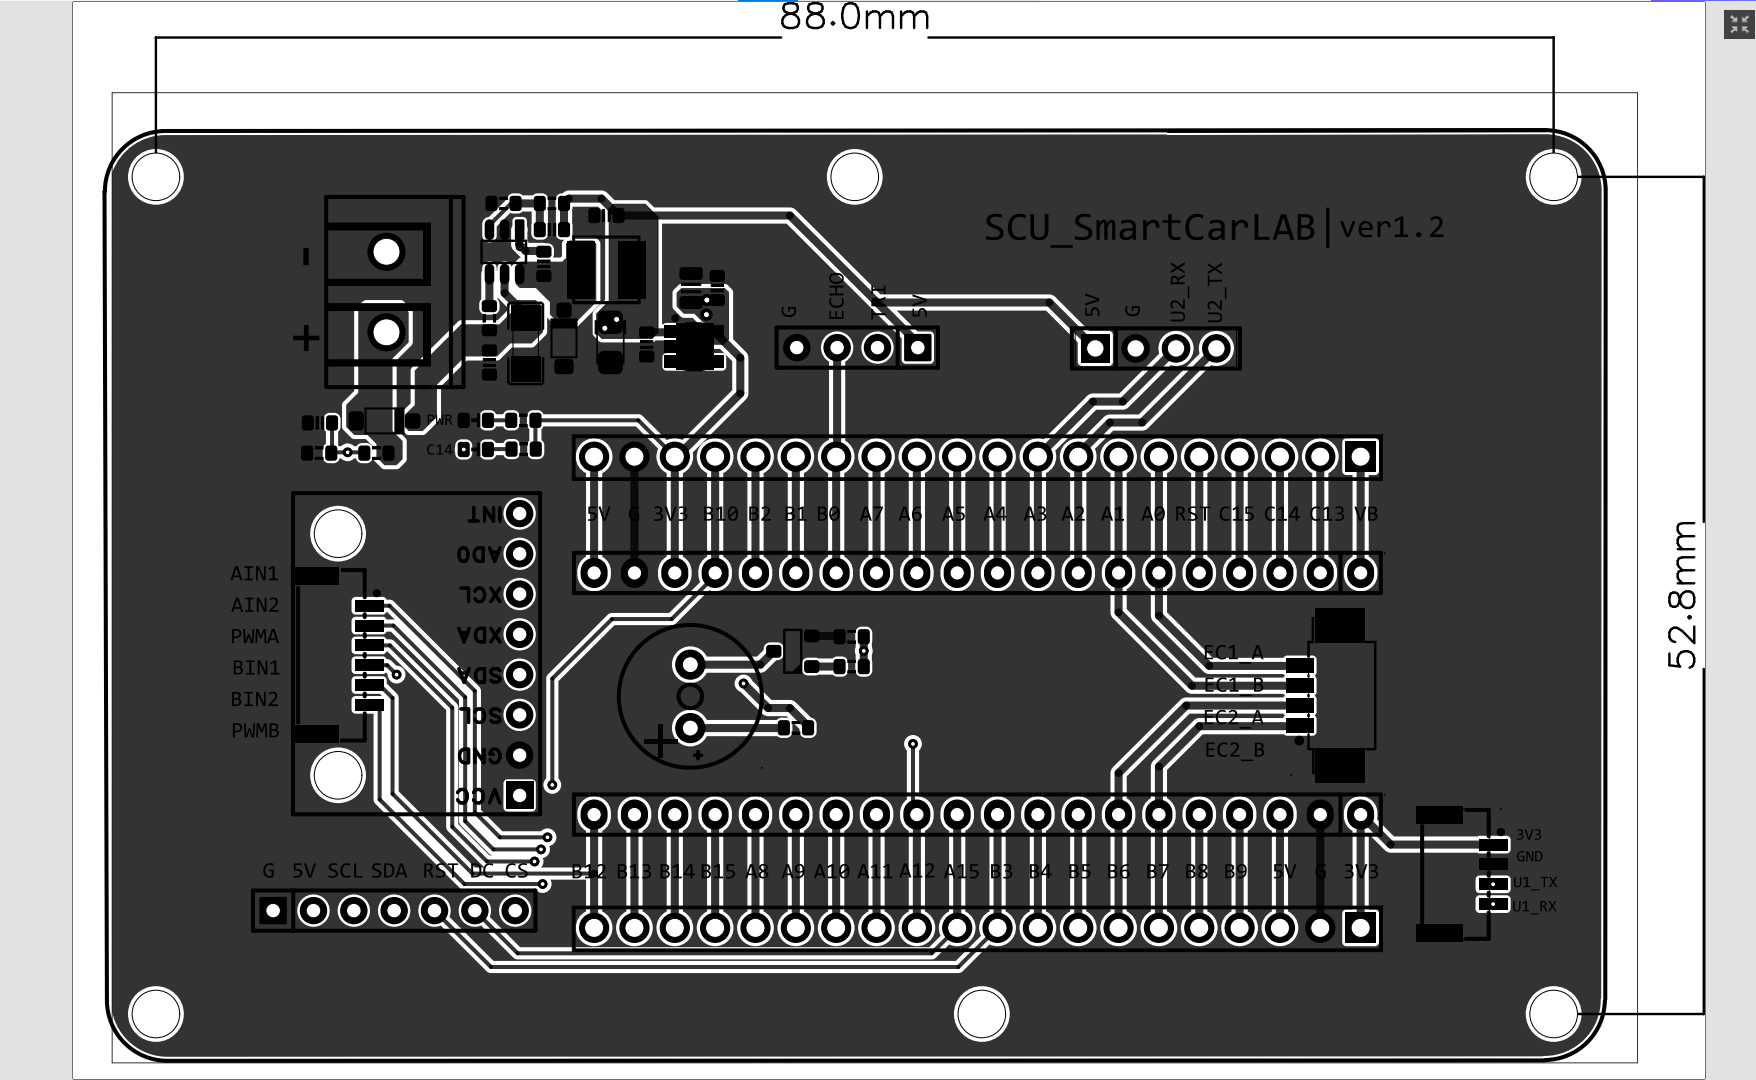 88.0mm
SCU_SmartCarLAB|ver1.2
-
+
G ECHO TRI 5V
5V G U2_RX U2_TX
PWR
C14
5V G 3V3 B10 B2 B1 B0 A7 A6 A5 A4 A3 A2 A1 A0 RST C15 C14 C13 VB
52.8mm
INT
AD0
XCL
XDA
SDA
SCL
GND
VCC
AIN1
AIN2
PWMA
BIN1
BIN2
PWMB
+
+
EC1_A
EC1_B
EC2_A
EC2_B
3V3
GND
U1_TX
U1_RX
G 5V SCL SDA RST DC CS
B12 B13 B14 B15 A8 A9 A10 A11 A12 A15 B3 B4 B5 B6 B7 B8 B9 5V G 3V3